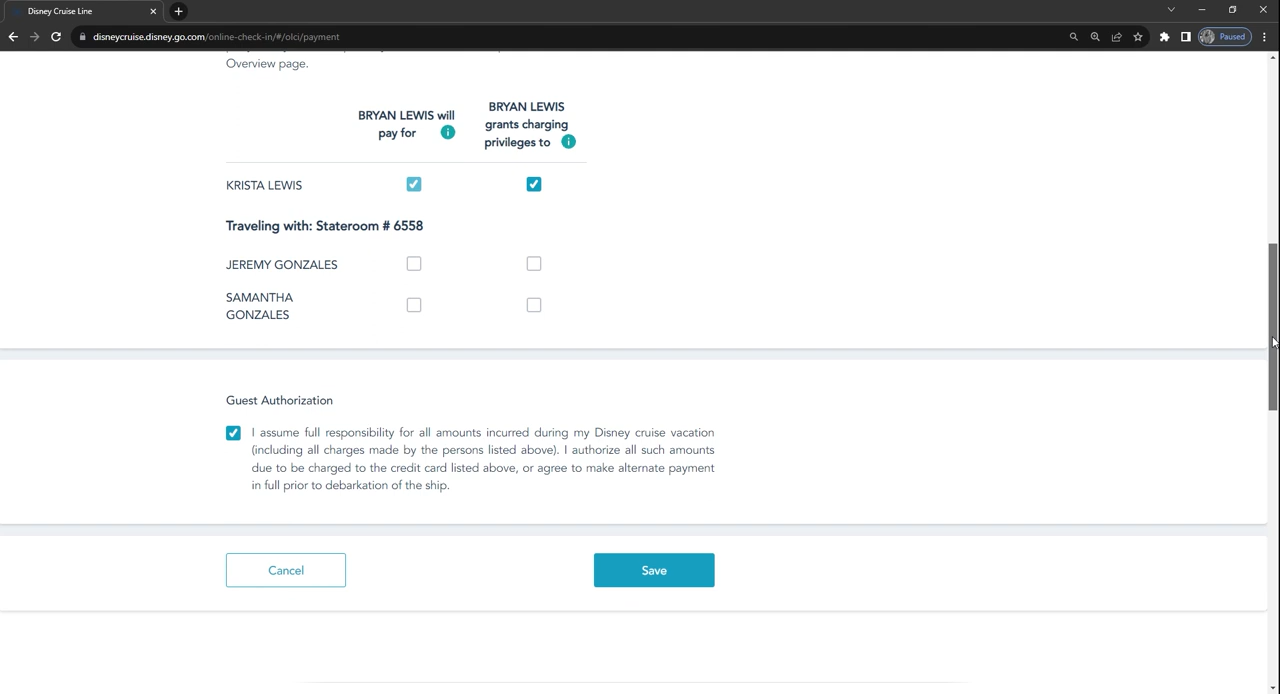 Disney Cruise Line
disneycruise.disney.go.com/online-check-in/#/olci/payment
Paused
Overview page.
BRYAN LEWIS will
pay for
BRYAN LEWIS
grants charging
privileges to
KRISTA LEWIS
Traveling with: Stateroom # 6558
JEREMY GONZALES
SAMANTHA
GONZALES
Guest Authorization
I assume full responsibility for all amounts incurred during my Disney cruise vacation
(including all charges made by the persons listed above). I authorize all such amounts
due to be charged to the credit card listed above, or agree to make alternate payment
in full prior to debarkation of the ship.
Cancel
Save